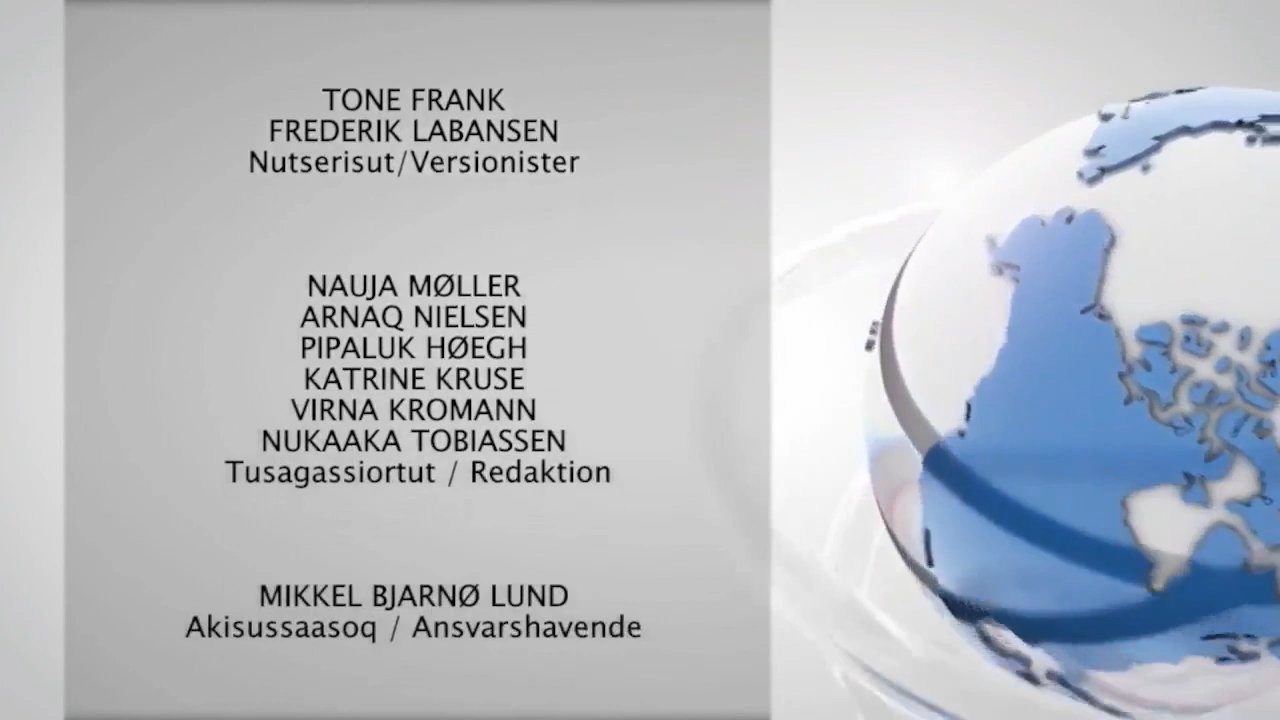 TONE FRANK
FREDERIK LABANSEN
Nutserisut/Versionister
NAUJA MØLLER
ARNAQ NIELSEN
PIPALUK HØEGH
KATRINE KRUSE
VIRNA KROMANN
NUKAAKA TOBIASSEN
Tusagassiortut / Redaktion
MIKKEL BJARNØ LUND
Akisussaasoq / Ansvarshavende